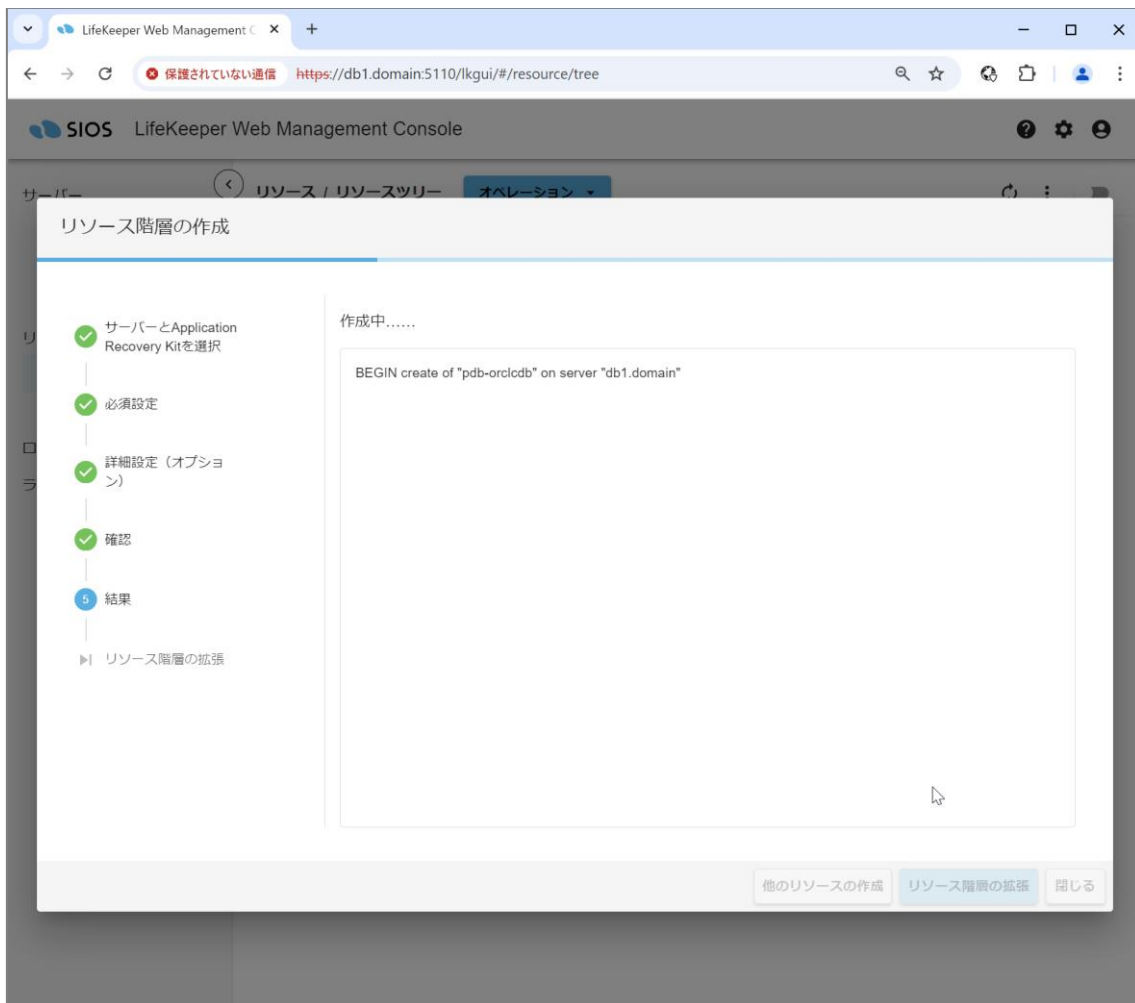 LifeKeeper Web Management C
保護されていない通信 https://db1.domain:5110/lkgui/#/resource/tree
SIOS LifeKeeper Web Management Console
サーバー リソース / リソースツリー オペレーション
リソース階層の作成
サーバーとApplication
Recovery Kitを選択
必須設定
詳細設定（オプショ
ン）
確認
5 結果
リソース階層の拡張
作成中……
BEGIN create of "pdb-orclcdb" on server "db1.domain"
リ
ロ
ラ
他のリソースの作成 リソース階層の拡張 閉じる